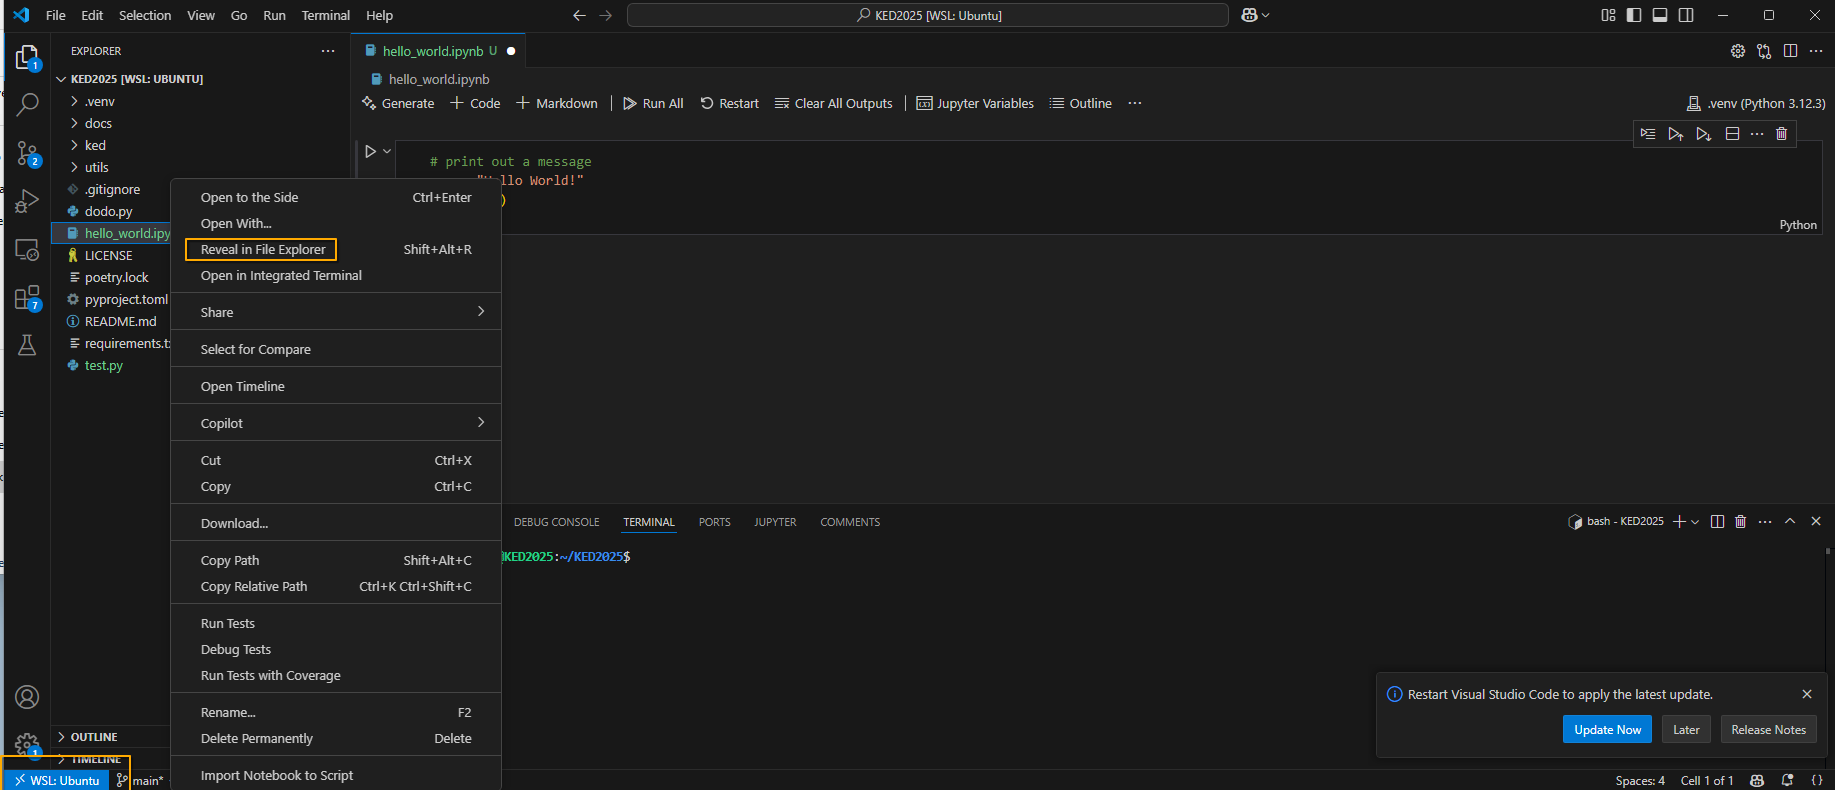 File Edit Selection View Go Run Terminal Help
KED2025 [WSL: Ubuntu]
EXPLORER
KED2025 [WSL: UBUNTU]
.venv
docs
ked
utils
.gitignore
dodo.py
hello_world.ipy
LICENSE
poetry.lock
pyproject.toml
README.md
requirements.tx
test.py
OUTLINE
TIMELINE
1
2
7
1
hello_world.ipynb U
hello_world.ipynb
Generate Code Markdown Run All Restart Clear All Outputs Jupyter Variables Outline
.venv (Python 3.12.3)
# print out a message
"Hello World!"
)
Python
Open to the Side Ctrl+Enter
Open With...
Reveal in File Explorer Shift+Alt+R
Open in Integrated Terminal
Share
Select for Compare
Open Timeline
Copilot
Cut Ctrl+X
Copy Ctrl+C
Download...
Copy Path Shift+Alt+C
Copy Relative Path Ctrl+K Ctrl+Shift+C
Run Tests
Debug Tests
Run Tests with Coverage
Rename... F2
Delete Permanently Delete
Import Notebook to Script
DEBUG CONSOLE TERMINAL PORTS JUPYTER COMMENTS
bash - KED2025
KED2025:~/KED2025$
Restart Visual Studio Code to apply the latest update.
Update Now Later Release Notes
WSL: Ubuntu main*
Spaces: 4 Cell 1 of 1